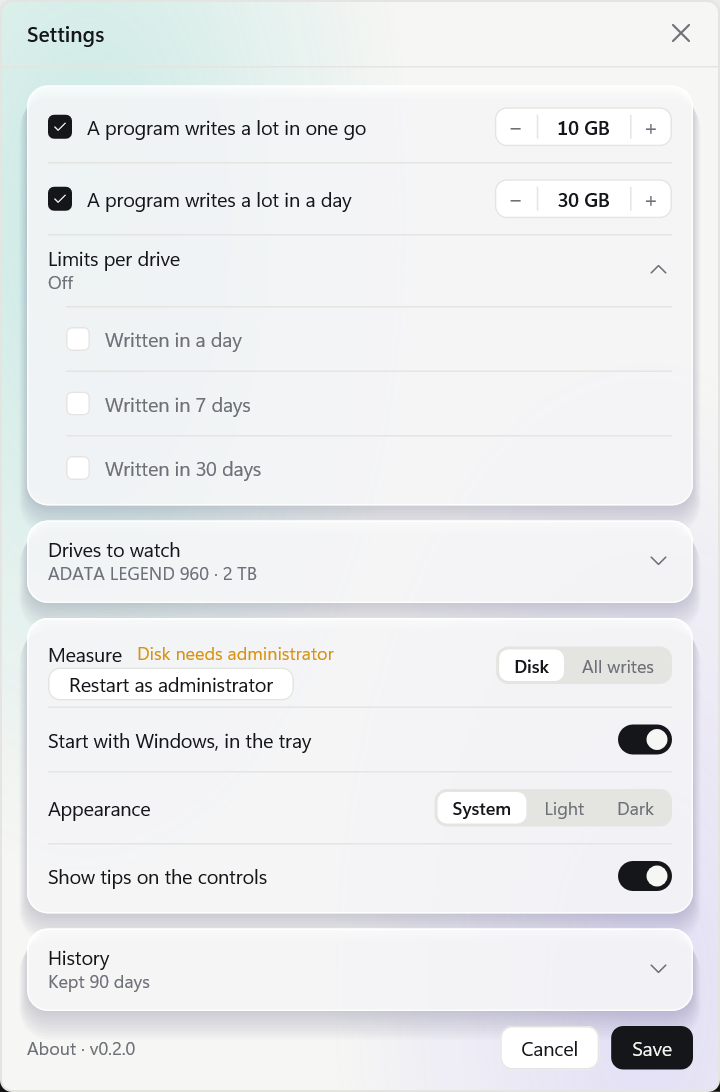 Settings
A program writes a lot in one go
− 10 GB +
A program writes a lot in a day
− 30 GB +
Limits per drive
Off
Written in a day
Written in 7 days
Written in 30 days
Drives to watch
ADATA LEGEND 960 · 2 TB
Measure Disk needs administrator
Restart as administrator
Disk All writes
Start with Windows, in the tray
Appearance
System Light Dark
Show tips on the controls
History
Kept 90 days
About · v0.2.0
Cancel Save